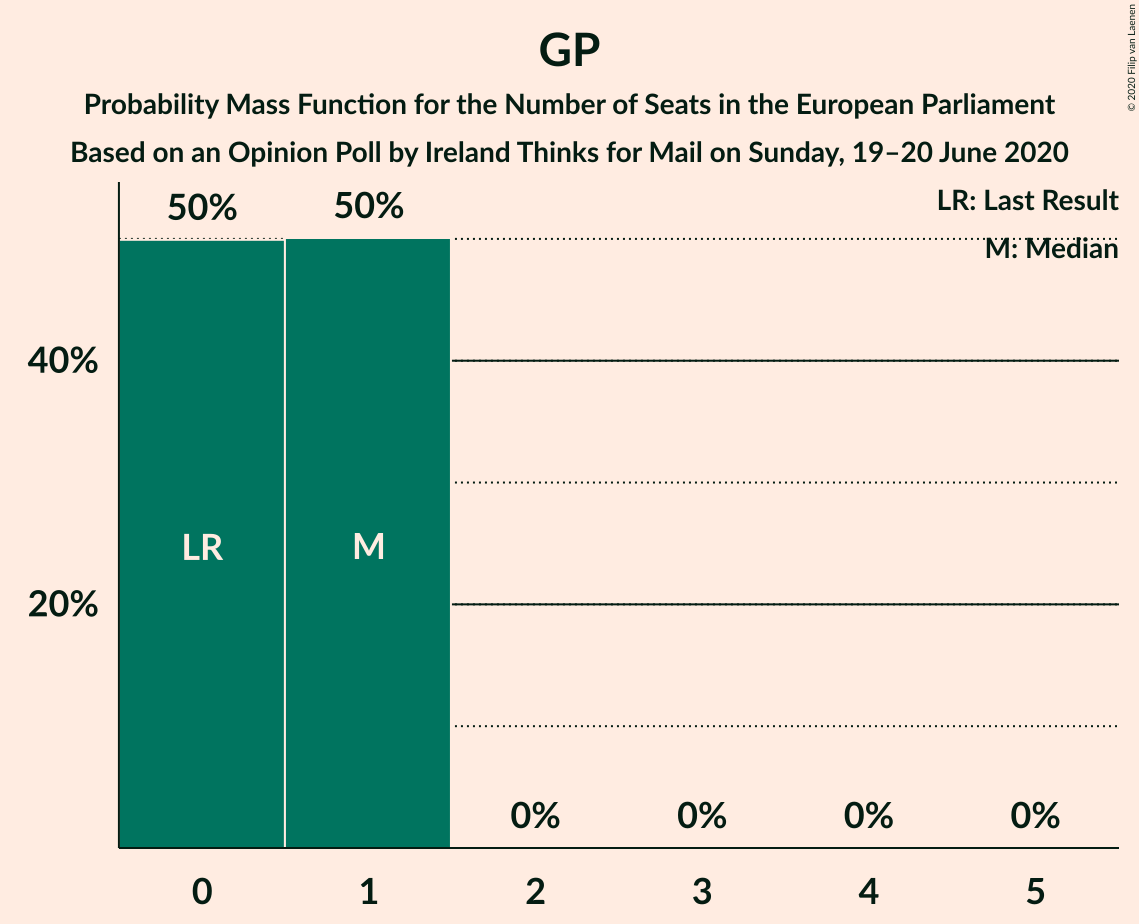 GP
Probability Mass Function for the Number of Seats in the European Parliament
Based on an Opinion Poll by Ireland Thinks for Mail on Sunday, 19–20 June 2020
© 2020 Filip van Laenen
LR: Last Result
M: Median
50% 50%
40%
LR M
20%
0% 0% 0% 0%
0 1 2 3 4 5